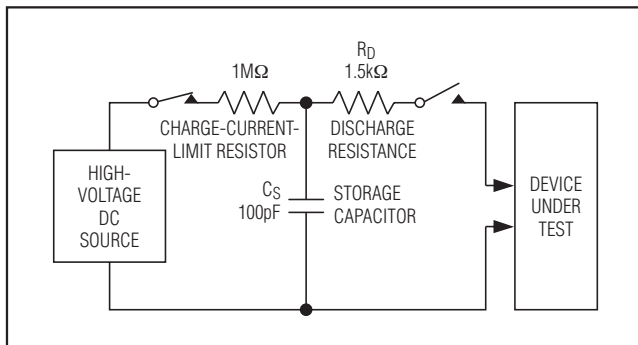 1MΩ
CHARGE-CURRENT-
LIMIT RESISTOR
R_D
1.5kΩ
DISCHARGE
RESISTANCE
HIGH-
VOLTAGE
DC
SOURCE
C_S
100pF
STORAGE
CAPACITOR
DEVICE
UNDER
TEST